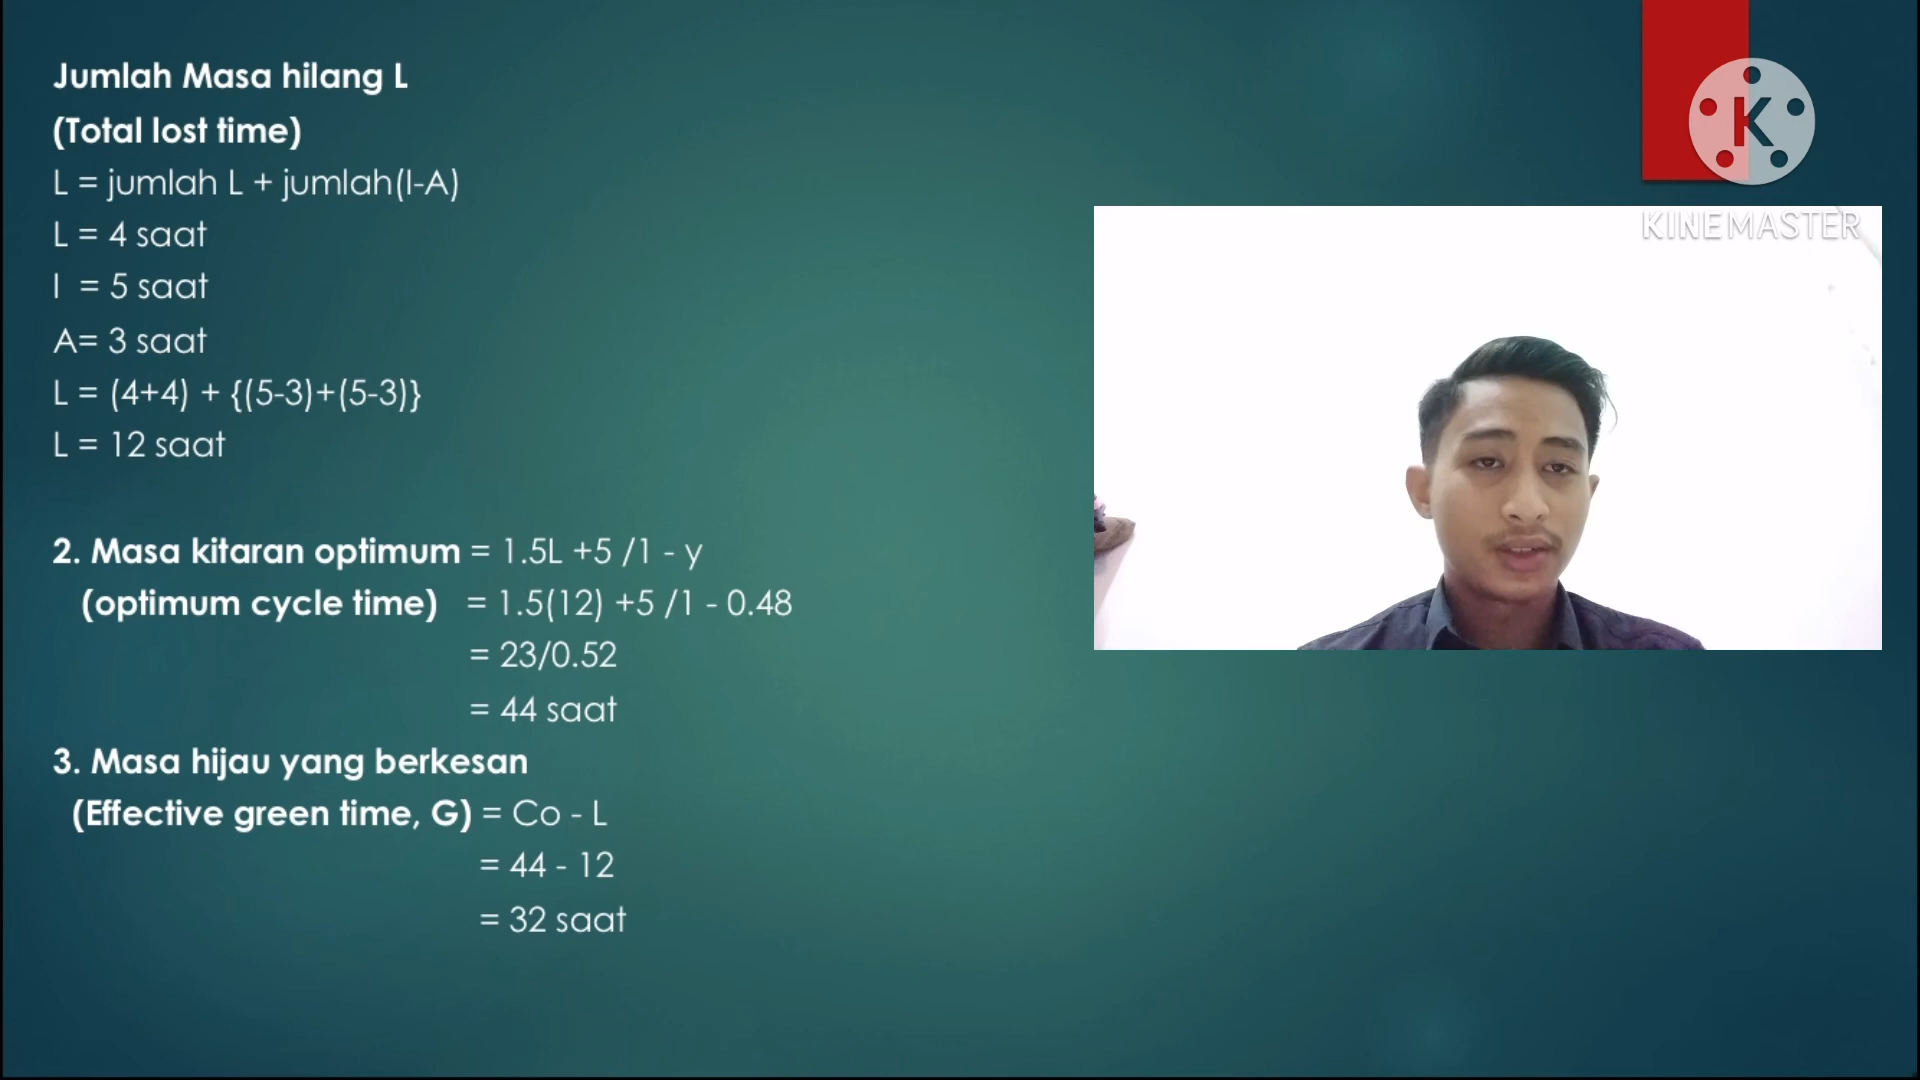 Jumlah Masa hilang L
(Total lost time)
L = jumlah L + jumlah(I-A)
L = 4 saat
I = 5 saat
A= 3 saat
L = (4+4) + {(5-3)+(5-3)}
L = 12 saat
2. Masa kitaran optimum = 1.5L +5 /1 - y
(optimum cycle time) = 1.5(12) +5 /1 - 0.48
= 23/0.52
= 44 saat
3. Masa hijau yang berkesan
(Effective green time, G) = Co - L
= 44 - 12
= 32 saat
K
KINEMASTER